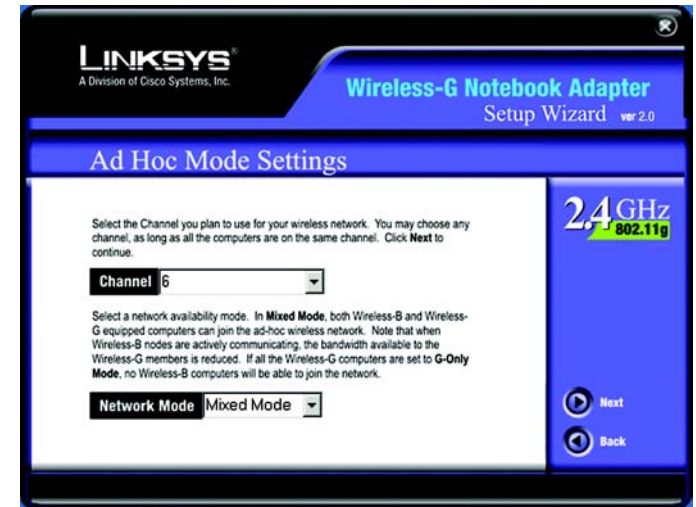 LINKSYS®
A Division of Cisco Systems, Inc.
Wireless-G Notebook Adapter
Setup Wizard ver 2.0
Ad Hoc Mode Settings
Select the Channel you plan to use for your wireless network. You may choose any
channel, as long as all the computers are on the same channel. Click Next to
continue.
Channel 6
Select a network availability mode. In Mixed Mode, both Wireless-B and Wireless-
G equipped computers can join the ad-hoc wireless network. Note that when
Wireless-B nodes are actively communicating, the bandwidth available to the
Wireless-G members is reduced. If all the Wireless-G computers are set to G-Only
Mode, no Wireless-B computers will be able to join the network.
Network Mode Mixed Mode
2.4 GHz
802.11g
Next
Back